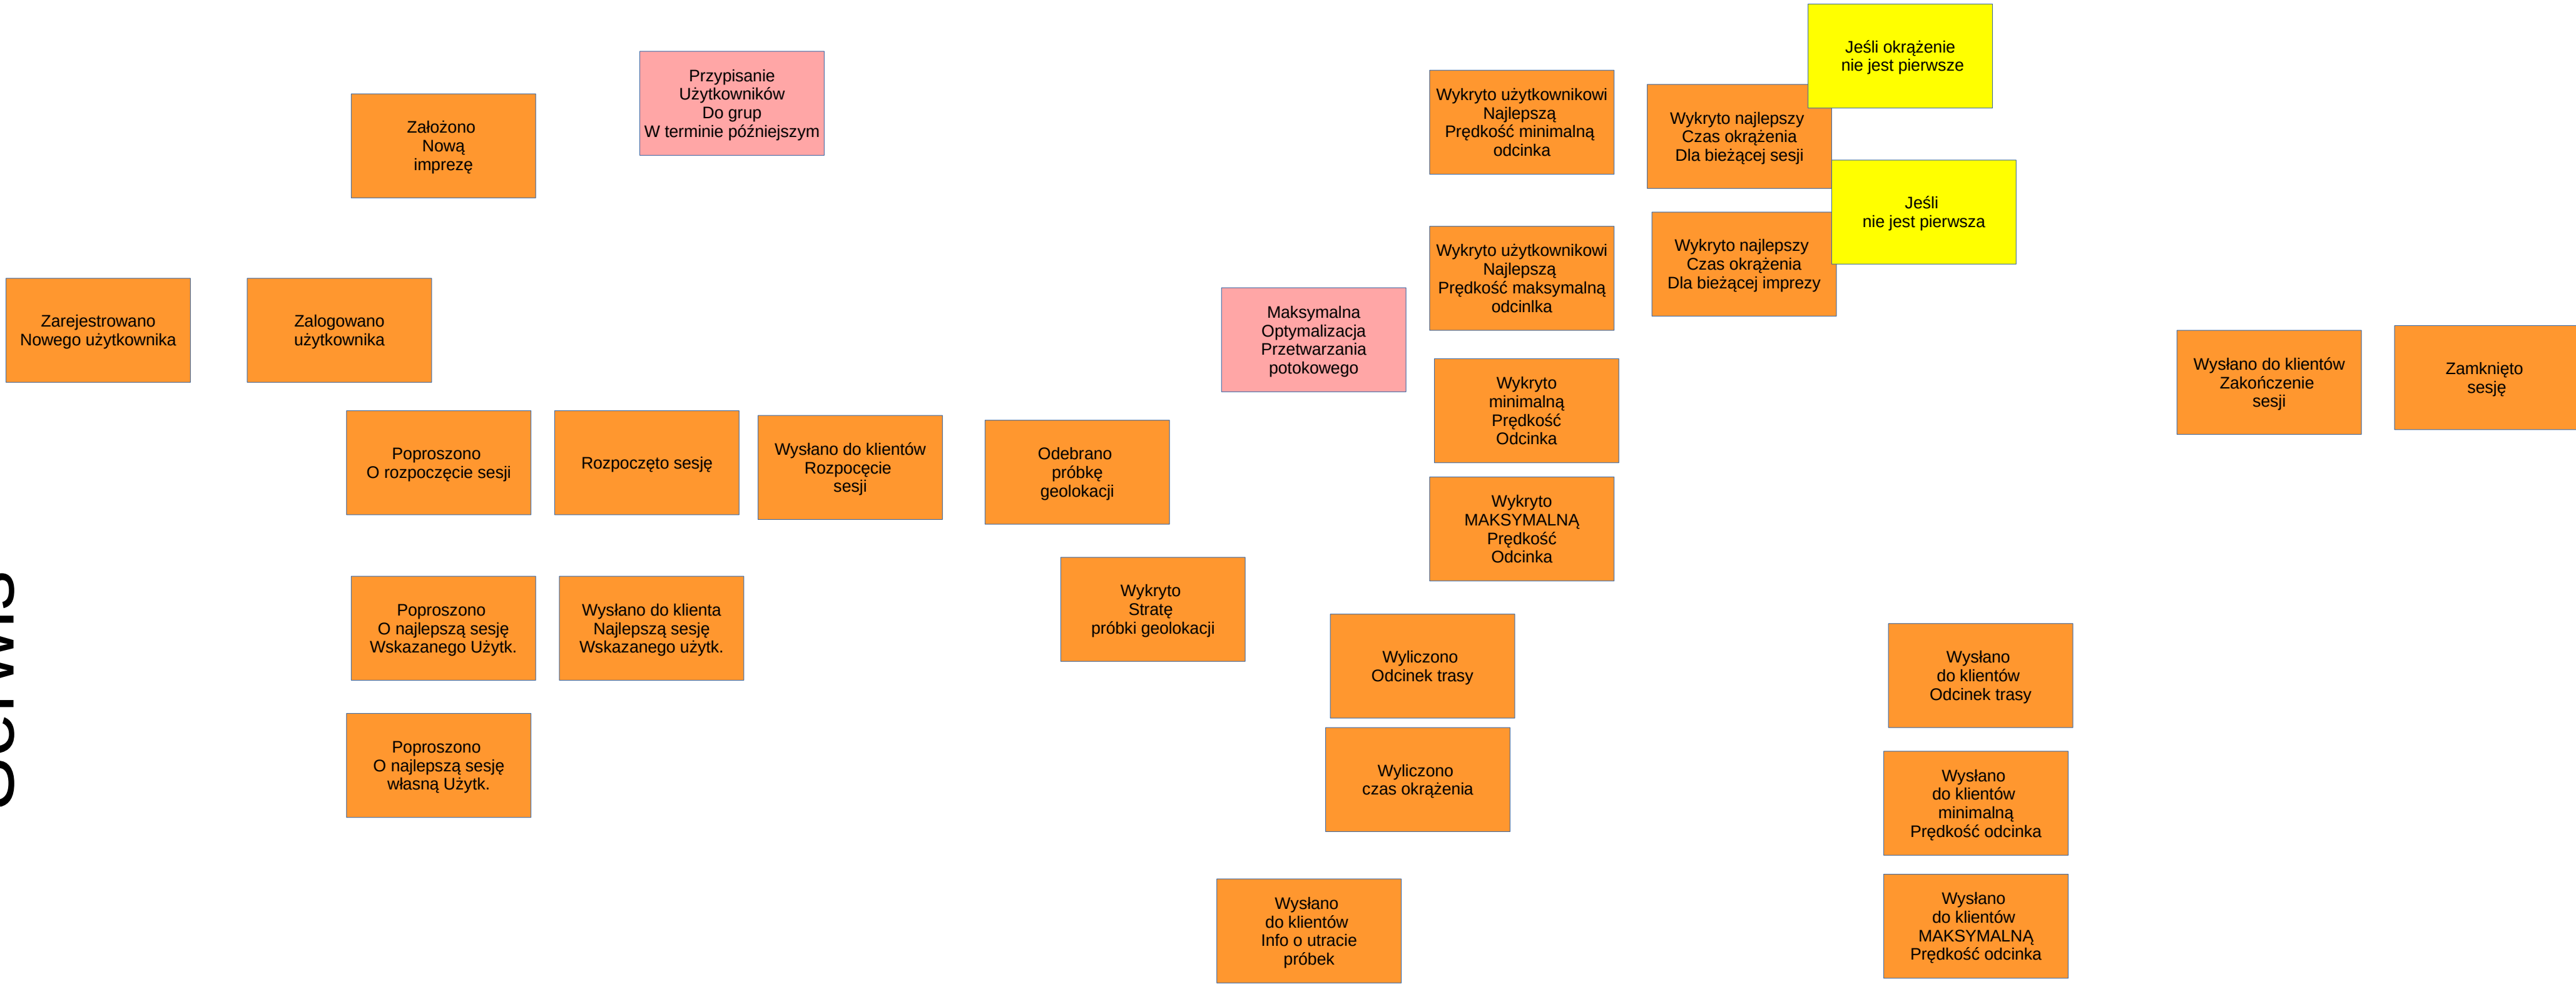 Jeśli okrążenie
nie jest pierwsze
Przypisanie
Użytkowników
Do grup
W terminie późniejszym
Założono
Nową
imprezę
Wykryto użytkownikowi
Najlepszą
Prędkość minimalną
odcinka
Wykryto najlepszy
Czas okrążenia
Dla bieżącej sesji
Jeśli
nie jest pierwsza
Wykryto użytkownikowi
Najlepszą
Prędkość maksymalną
odcinlka
Wykryto najlepszy
Czas okrążenia
Dla bieżącej imprezy
Zarejestrowano
Nowego użytkownika
Zalogowano
użytkownika
Maksymalna
Optymalizacja
Przetwarzania
potokowego
Wykryto
minimalną
Prędkość
Odcinka
Wysłano do klientów
Zakończenie
sesji
Zamknięto
sesję
Poproszono
O rozpoczęcie sesji
Rozpoczęto sesję
Wysłano do klientów
Rozpocęcie
sesji
Odebrano
próbkę
geolokacji
Wykryto
MAKSYMALNĄ
Prędkość
Odcinka
Poproszono
O najlepszą sesję
Wskazanego Użytk.
Wysłano do klienta
Najlepszą sesję
Wskazanego użytk.
Wykryto
Stratę
próbki geolokacji
Wyliczono
Odcinek trasy
Wysłano
do klientów
Odcinek trasy
Poproszono
O najlepszą sesję
własną Użytk.
Wyliczono
czas okrążenia
Wysłano
do klientów
minimalną
Prędkość odcinka
Wysłano
do klientów
Info o utracie
próbek
Wysłano
do klientów
MAKSYMALNĄ
Prędkość odcinka